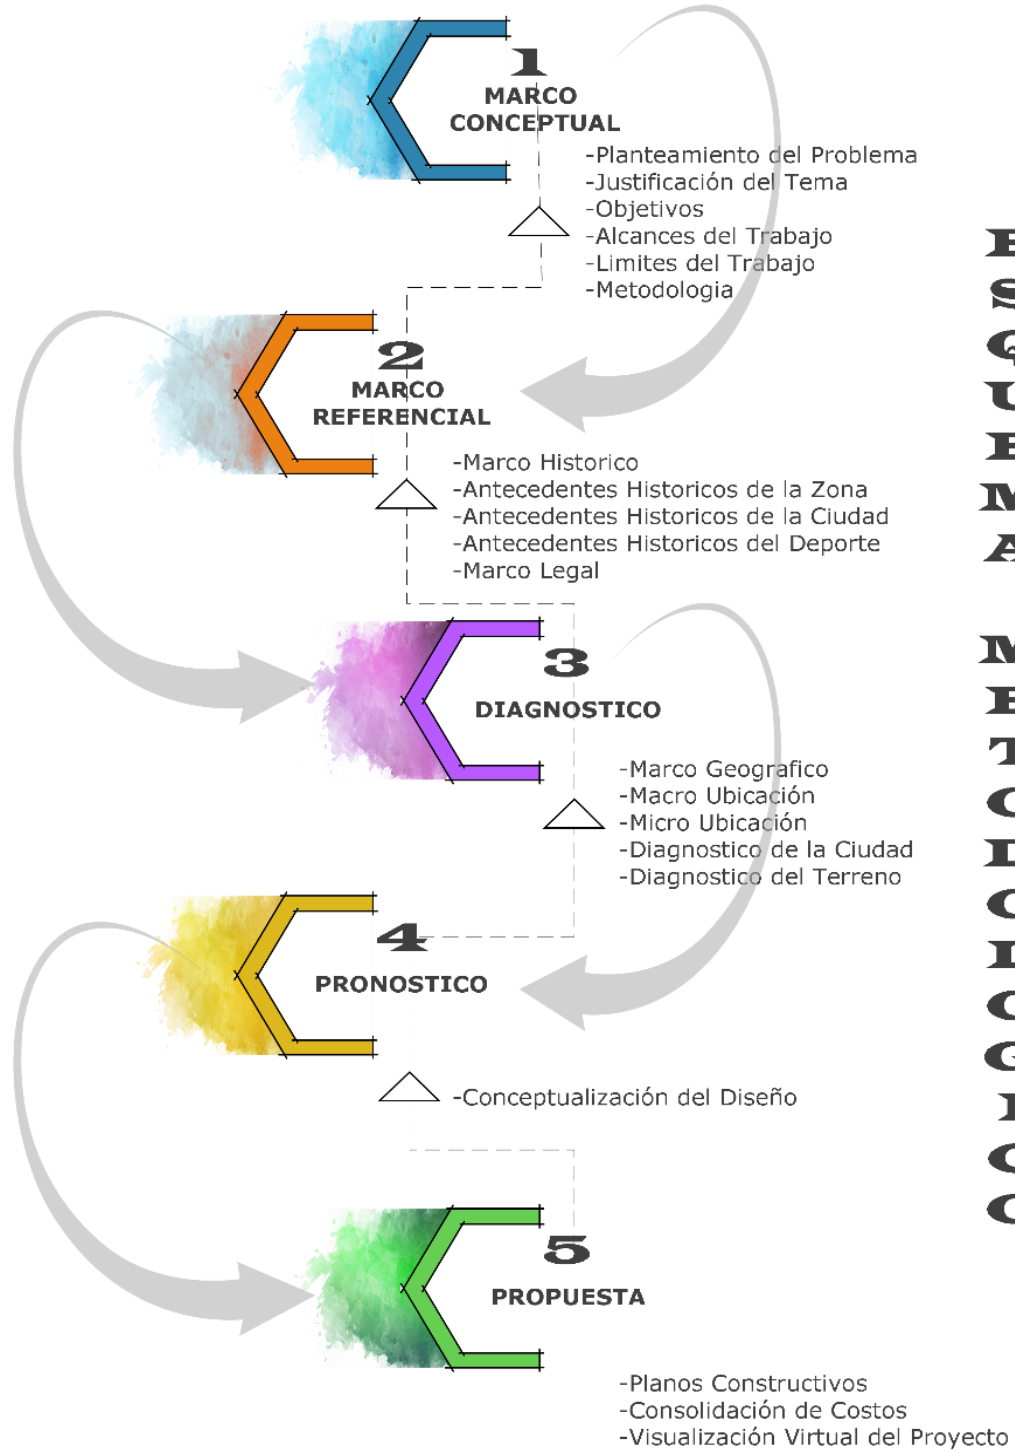 1
MARCO
CONCEPTUAL
-Planteamiento del Problema
-Justificación del Tema
-Objetivos
-Alcances del Trabajo
-Limites del Trabajo
-Metodologia
2
MARCO
REFERENCIAL
-Marco Historico
-Antecedentes Historicos de la Zona
-Antecedentes Historicos de la Ciudad
-Antecedentes Historicos del Deporte
-Marco Legal
3
DIAGNOSTICO
-Marco Geografico
-Macro Ubicación
-Micro Ubicación
-Diagnostico de la Ciudad
-Diagnostico del Terreno
4
PRONOSTICO
-Conceptualización del Diseño
5
PROPUESTA
-Planos Constructivos
-Consolidación de Costos
-Visualización Virtual del Proyecto
ESQUEMA
METODOLOGICO